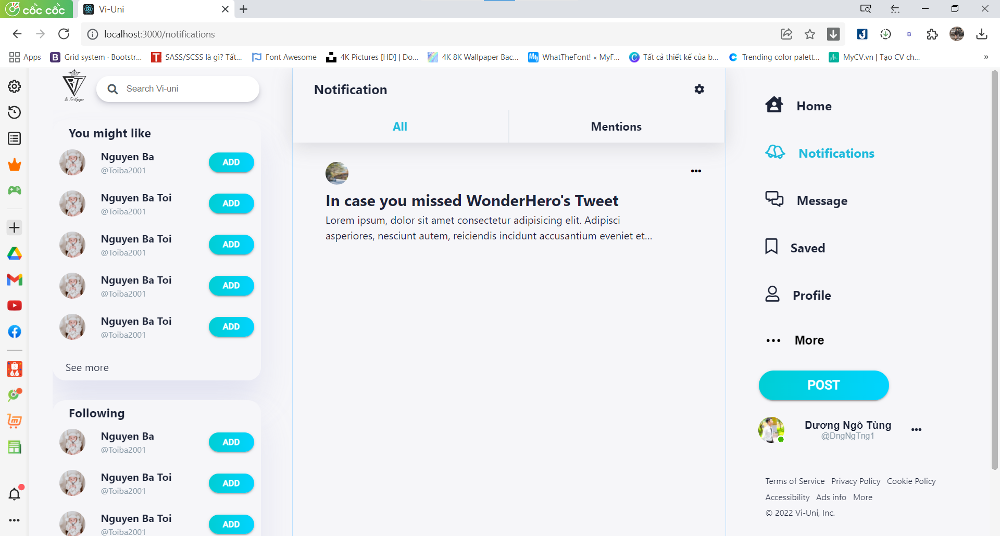 cốc cốc
Vi-Uni
localhost:3000/notifications
Apps
Grid system · Bootstr...
SASS/SCSS là gì? Tất...
Font Awesome
4K Pictures [HD] | Do...
4K 8K Wallpaper Bac...
WhatTheFont! « MyF...
Tất cả thiết kế của b...
Trending color palett...
MyCV.vn | Tạo CV ch...
»
Ba Toi Nguyen
Search Vi-uni
You might like
Nguyen Ba
@Toiba2001
ADD
Nguyen Ba Toi
@Toiba2001
ADD
Nguyen Ba Toi
@Toiba2001
ADD
Nguyen Ba Toi
@Toiba2001
ADD
Nguyen Ba Toi
@Toiba2001
ADD
See more
Following
Nguyen Ba
@Toiba2001
ADD
Nguyen Ba Toi
@Toiba2001
ADD
Nguyen Ba Toi
@Toiba2001
ADD
Notification
All
Mentions
In case you missed WonderHero's Tweet
Lorem ipsum, dolor sit amet consectetur adipisicing elit. Adipisci
asperiores, nesciunt autem, reiciendis incidunt accusantium eveniet et...
Home
Notifications
Message
Saved
Profile
More
POST
Dương Ngô Tùng
@DngNgTng1
Terms of Service Privacy Policy Cookie Policy
Accessibility Ads info More
© 2022 Vi-Uni, Inc.